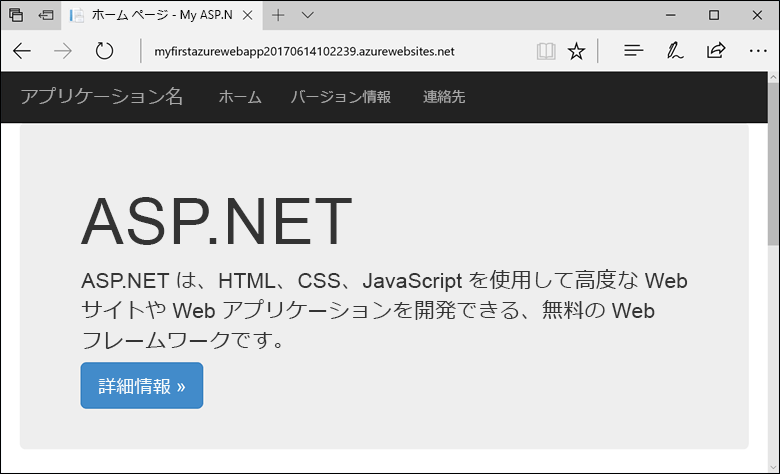 ホーム ページ - My ASP.N
myfirstazurewebapp20170614102239.azurewebsites.net
アプリケーション名 ホーム バージョン情報 連絡先
ASP.NET
ASP.NET は、HTML、CSS、JavaScript を使用して高度な Web
サイトや Web アプリケーションを開発できる、無料の Web
フレームワークです。
詳細情報 »